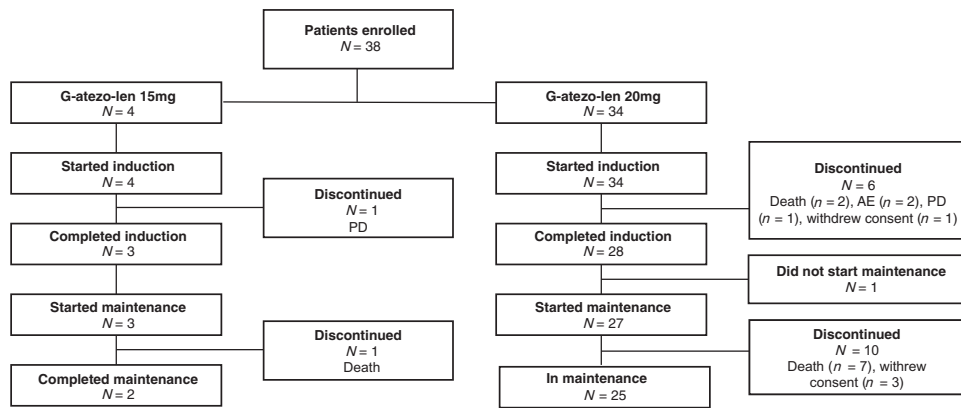 Patients enrolled
N = 38
G-atezo-len 15mg
N = 4
G-atezo-len 20mg
N = 34
Started induction
N = 4
Started induction
N = 34
Discontinued
N = 1
PD
Discontinued
N = 6
Death (n = 2), AE (n = 2), PD
(n = 1), withdrew consent (n = 1)
Completed induction
N = 3
Completed induction
N = 28
Did not start maintenance
N = 1
Started maintenance
N = 3
Started maintenance
N = 27
Discontinued
N = 1
Death
Discontinued
N = 10
Death (n = 7), withrew
consent (n = 3)
Completed maintenance
N = 2
In maintenance
N = 25